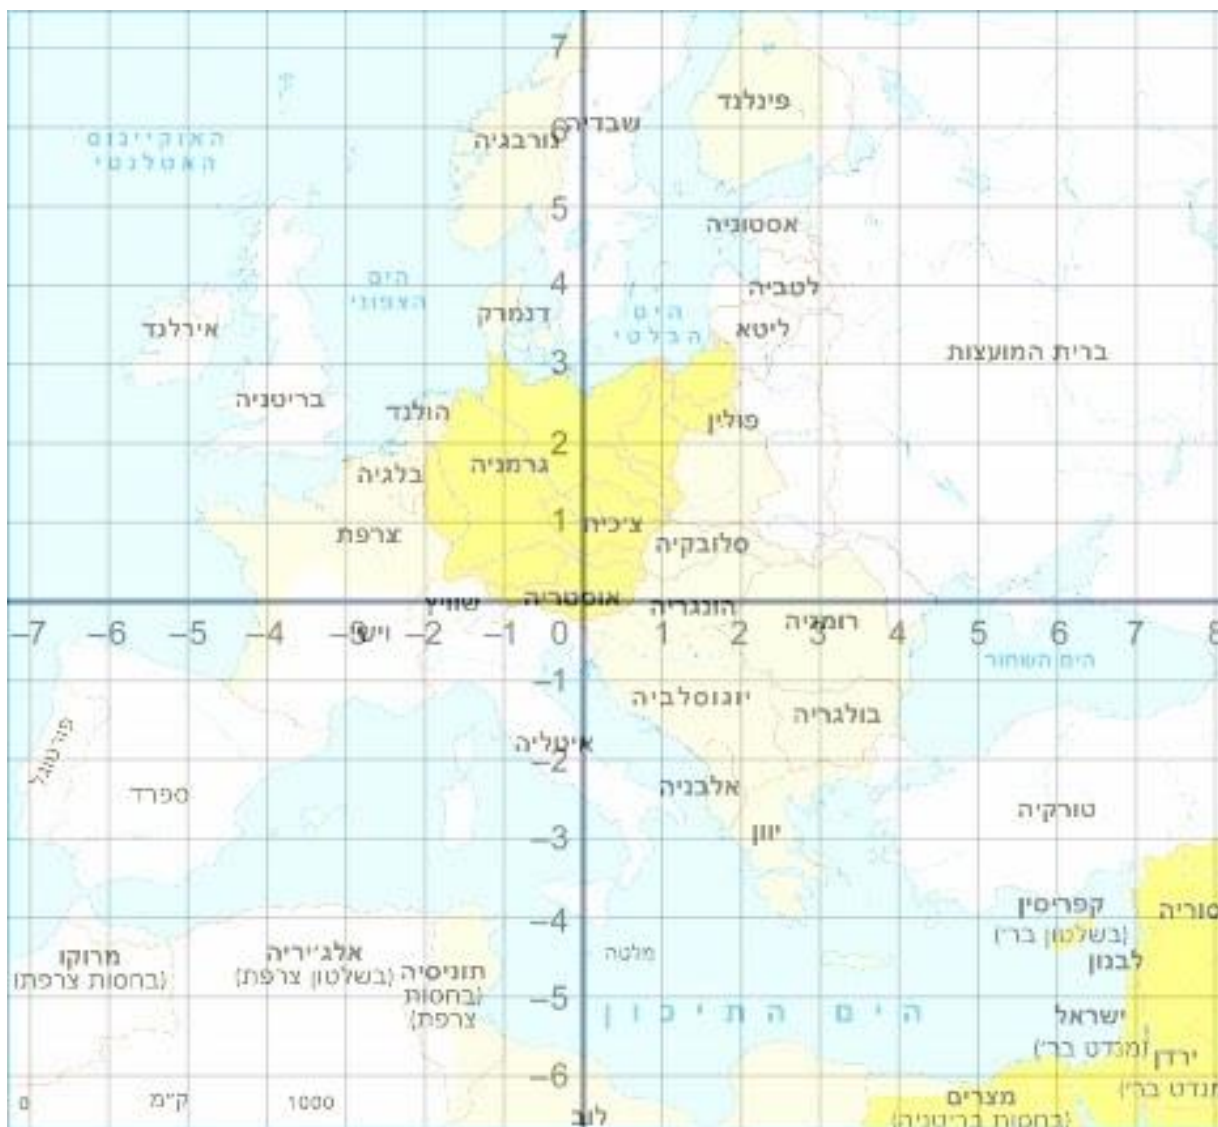 7
פינלנד
שבדיה
6
נורבגיה
האוקיינוס
האטלנטי
5
אסטוניה
4
לטביה
הים
הצפוני
דנמרק
הים
הבלטי
ליטא
אירלנד
ברית המועצות
3
בריטניה
הולנד
פולין
2
גרמניה
בלגיה
1
צ׳כיה
צרפת
סלובקיה
אוסטריה
שוויץ
הונגריה
רומניה
וישי
–7 –6 –5 –4 –3 –2 –1 0 1 2 3 4 5 6 7 8
הים השחור
–1
יוגוסלביה
בולגריה
פורטוגל
איטליה
–2
אלבניה
ספרד
טורקיה
–3
יוון
–4
קפריסין
(בשלטון בר׳)
סוריה
לבנון
מלטה
מרוקו
(בחסות צרפת)
אלג׳יריה
(בשלטון צרפת)
תוניסיה
(בחסות
צרפת)
–5
הים התיכון
ישראל
(מנדט בר׳)
ירדן
מנדט בר׳)
–6
מצרים
(בחסות בריטניה)
לוב
0 ק״מ 1000